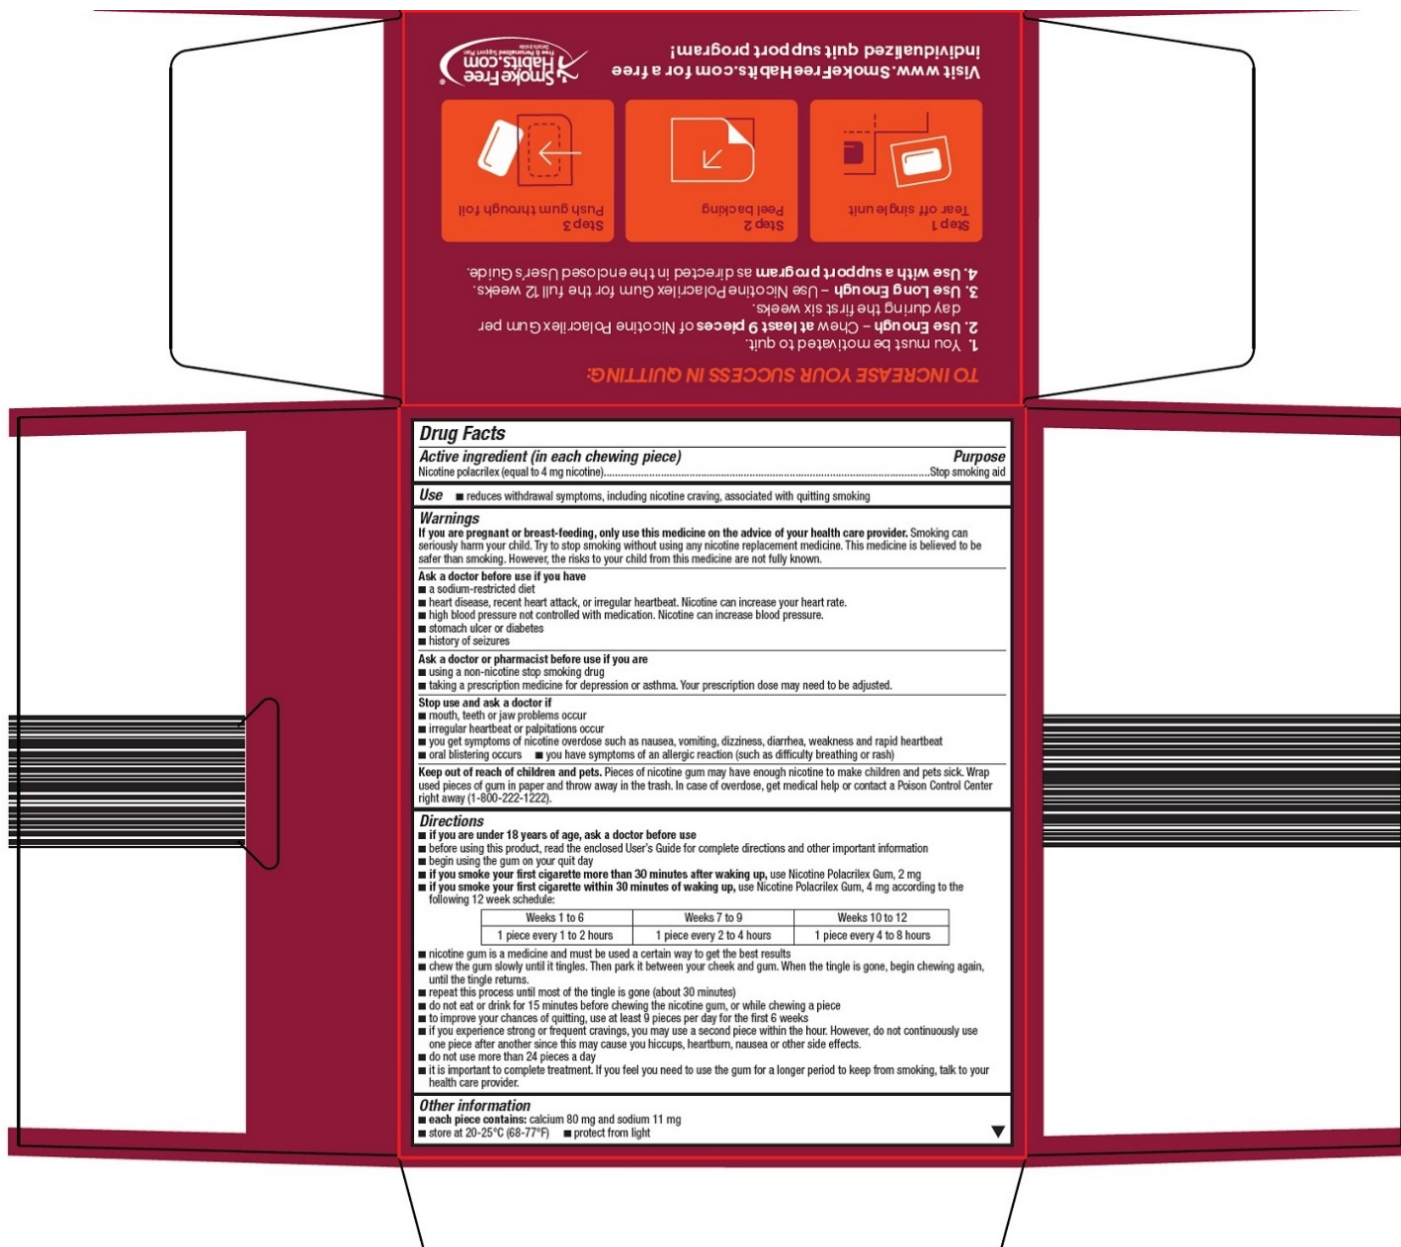 TO INCREASE YOUR SUCCESS IN QUITTING:
1. You must be motivated to quit.
2. Use Enough – Chew at least 9 pieces of Nicotine Polacrilex Gum per
day during the first six weeks.
3. Use Long Enough – Use Nicotine Polacrilex Gum for the full 12 weeks.
4. Use with a support program as directed in the enclosed User's Guide.
Step 1
Tear off single unit
Step 2
Peel backing
Step 3
Push gum through foil
Visit www.SmokeFreeHabits.com for a free
individualized quit support program!
SmokeFree
Habits.com®
Free & Personalized Support Plan
Details Inside
Drug Facts
Active ingredient (in each chewing piece) Purpose
Nicotine polacrilex (equal to 4 mg nicotine)....................Stop smoking aid
Use ■ reduces withdrawal symptoms, including nicotine craving, associated with quitting smoking
Warnings
If you are pregnant or breast-feeding, only use this medicine on the advice of your health care provider. Smoking can
seriously harm your child. Try to stop smoking without using any nicotine replacement medicine. This medicine is believed to be
safer than smoking. However, the risks to your child from this medicine are not fully known.
Ask a doctor before use if you have
■ a sodium-restricted diet
■ heart disease, recent heart attack, or irregular heartbeat. Nicotine can increase your heart rate.
■ high blood pressure not controlled with medication. Nicotine can increase blood pressure.
■ stomach ulcer or diabetes
■ history of seizures
Ask a doctor or pharmacist before use if you are
■ using a non-nicotine stop smoking drug
■ taking a prescription medicine for depression or asthma. Your prescription dose may need to be adjusted.
Stop use and ask a doctor if
■ mouth, teeth or jaw problems occur
■ irregular heartbeat or palpitations occur
■ you get symptoms of nicotine overdose such as nausea, vomiting, dizziness, diarrhea, weakness and rapid heartbeat
■ oral blistering occurs ■ you have symptoms of an allergic reaction (such as difficulty breathing or rash)
Keep out of reach of children and pets. Pieces of nicotine gum may have enough nicotine to make children and pets sick. Wrap
used pieces of gum in paper and throw away in the trash. In case of overdose, get medical help or contact a Poison Control Center
right away (1-800-222-1222).
Directions
■ if you are under 18 years of age, ask a doctor before use
■ before using this product, read the enclosed User's Guide for complete directions and other important information
■ begin using the gum on your quit day
■ if you smoke your first cigarette more than 30 minutes after waking up, use Nicotine Polacrilex Gum, 2 mg
■ if you smoke your first cigarette within 30 minutes of waking up, use Nicotine Polacrilex Gum, 4 mg according to the
following 12 week schedule:
Weeks 1 to 6 Weeks 7 to 9 Weeks 10 to 12
1 piece every 1 to 2 hours 1 piece every 2 to 4 hours 1 piece every 4 to 8 hours
■ nicotine gum is a medicine and must be used a certain way to get the best results
■ chew the gum slowly until it tingles. Then park it between your cheek and gum. When the tingle is gone, begin chewing again,
until the tingle returns.
■ repeat this process until most of the tingle is gone (about 30 minutes)
■ do not eat or drink for 15 minutes before chewing the nicotine gum, or while chewing a piece
■ to improve your chances of quitting, use at least 9 pieces per day for the first 6 weeks
■ if you experience strong or frequent cravings, you may use a second piece within the hour. However, do not continuously use
one piece after another since this may cause you hiccups, heartburn, nausea or other side effects.
■ do not use more than 24 pieces a day
■ it is important to complete treatment. If you feel you need to use the gum for a longer period to keep from smoking, talk to your
health care provider.
Other information
■ each piece contains: calcium 80 mg and sodium 11 mg
■ store at 20-25°C (68-77°F) ■ protect from light